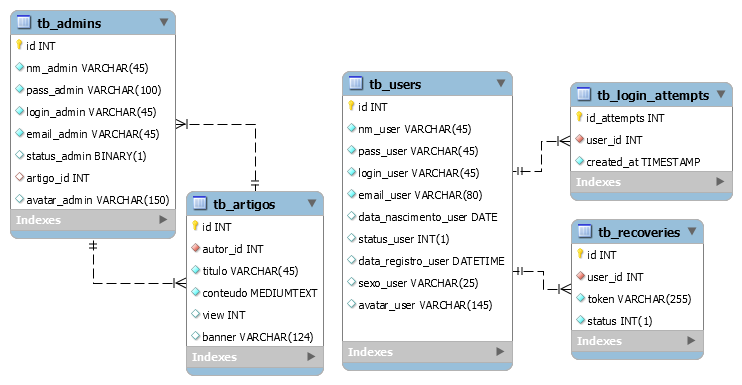 tb_admins
id INT
nm_admin VARCHAR(45)
pass_admin VARCHAR(100)
login_admin VARCHAR(45)
email_admin VARCHAR(45)
status_admin BINARY(1)
artigo_id INT
avatar_admin VARCHAR(150)
Indexes
tb_artigos
id INT
autor_id INT
titulo VARCHAR(45)
conteudo MEDIUMTEXT
view INT
banner VARCHAR(124)
Indexes
tb_users
id INT
nm_user VARCHAR(45)
pass_user VARCHAR(45)
login_user VARCHAR(45)
email_user VARCHAR(80)
data_nascimento_user DATE
status_user INT(1)
data_registro_user DATETIME
sexo_user VARCHAR(25)
avatar_user VARCHAR(145)
Indexes
tb_login_attempts
id_attempts INT
user_id INT
created_at TIMESTAMP
Indexes
tb_recoveries
id INT
user_id INT
token VARCHAR(255)
status INT(1)
Indexes